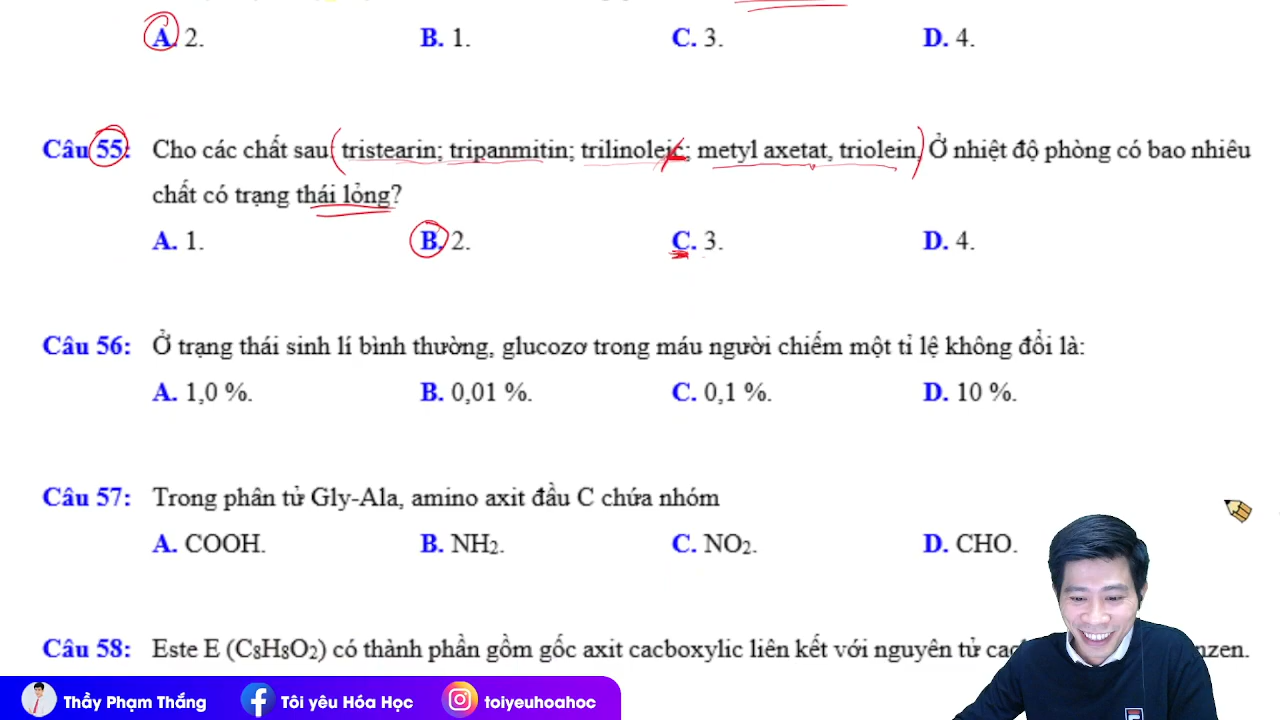 A. 2. B. 1. C. 3. D. 4.
Câu 55: Cho các chất sau: tristearin; tripanmitin; trilinoleic; metyl axetat, triolein, Ở nhiệt độ phòng có bao nhiêu
chất có trạng thái lỏng?
A. 1. B. 2. C. 3. D. 4.
Câu 56: Ở trạng thái sinh lí bình thường, glucozơ trong máu người chiếm một tỉ lệ không đổi là:
A. 1,0 %. B. 0,01 %. C. 0,1 %. D. 10 %.
Câu 57: Trong phân tử Gly-Ala, amino axit đầu C chứa nhóm
A. COOH. B. NH2. C. NO2. D. CHO.
Câu 58: Este E (C8H8O2) có thành phần gồm gốc axit cacboxylic liên kết với nguyên tử
Thầy Phạm Thắng Tôi yêu Hóa Học toiyeuhoahoc